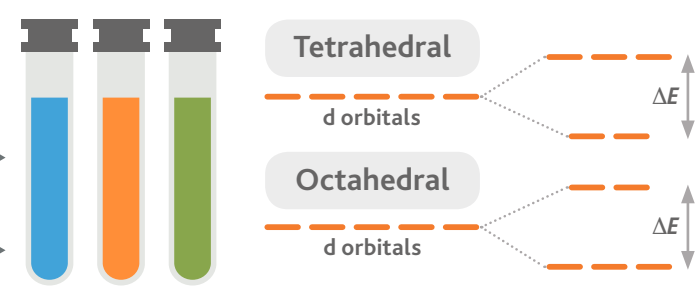 Tetrahedral
d orbitals
ΔE
Octahedral
d orbitals
ΔE